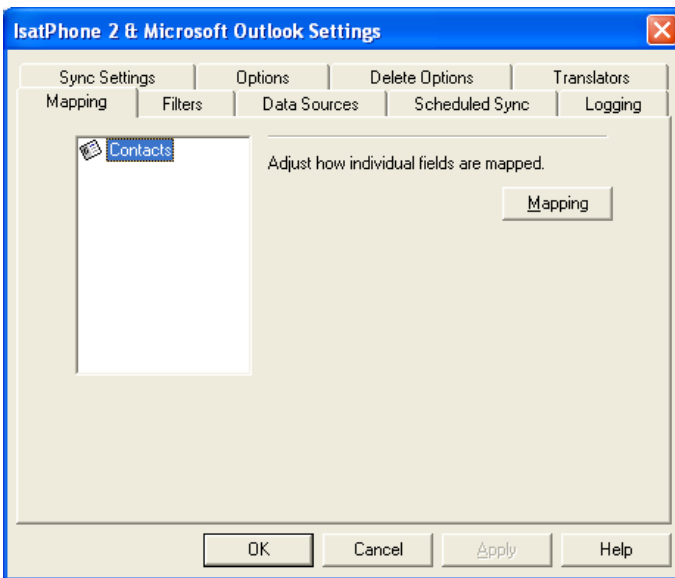 IsatPhone 2 & Microsoft Outlook Settings
Sync Settings Options Delete Options Translators
Mapping Filters Data Sources Scheduled Sync Logging
Contacts
Adjust how individual fields are mapped.
Mapping
OK Cancel Apply Help